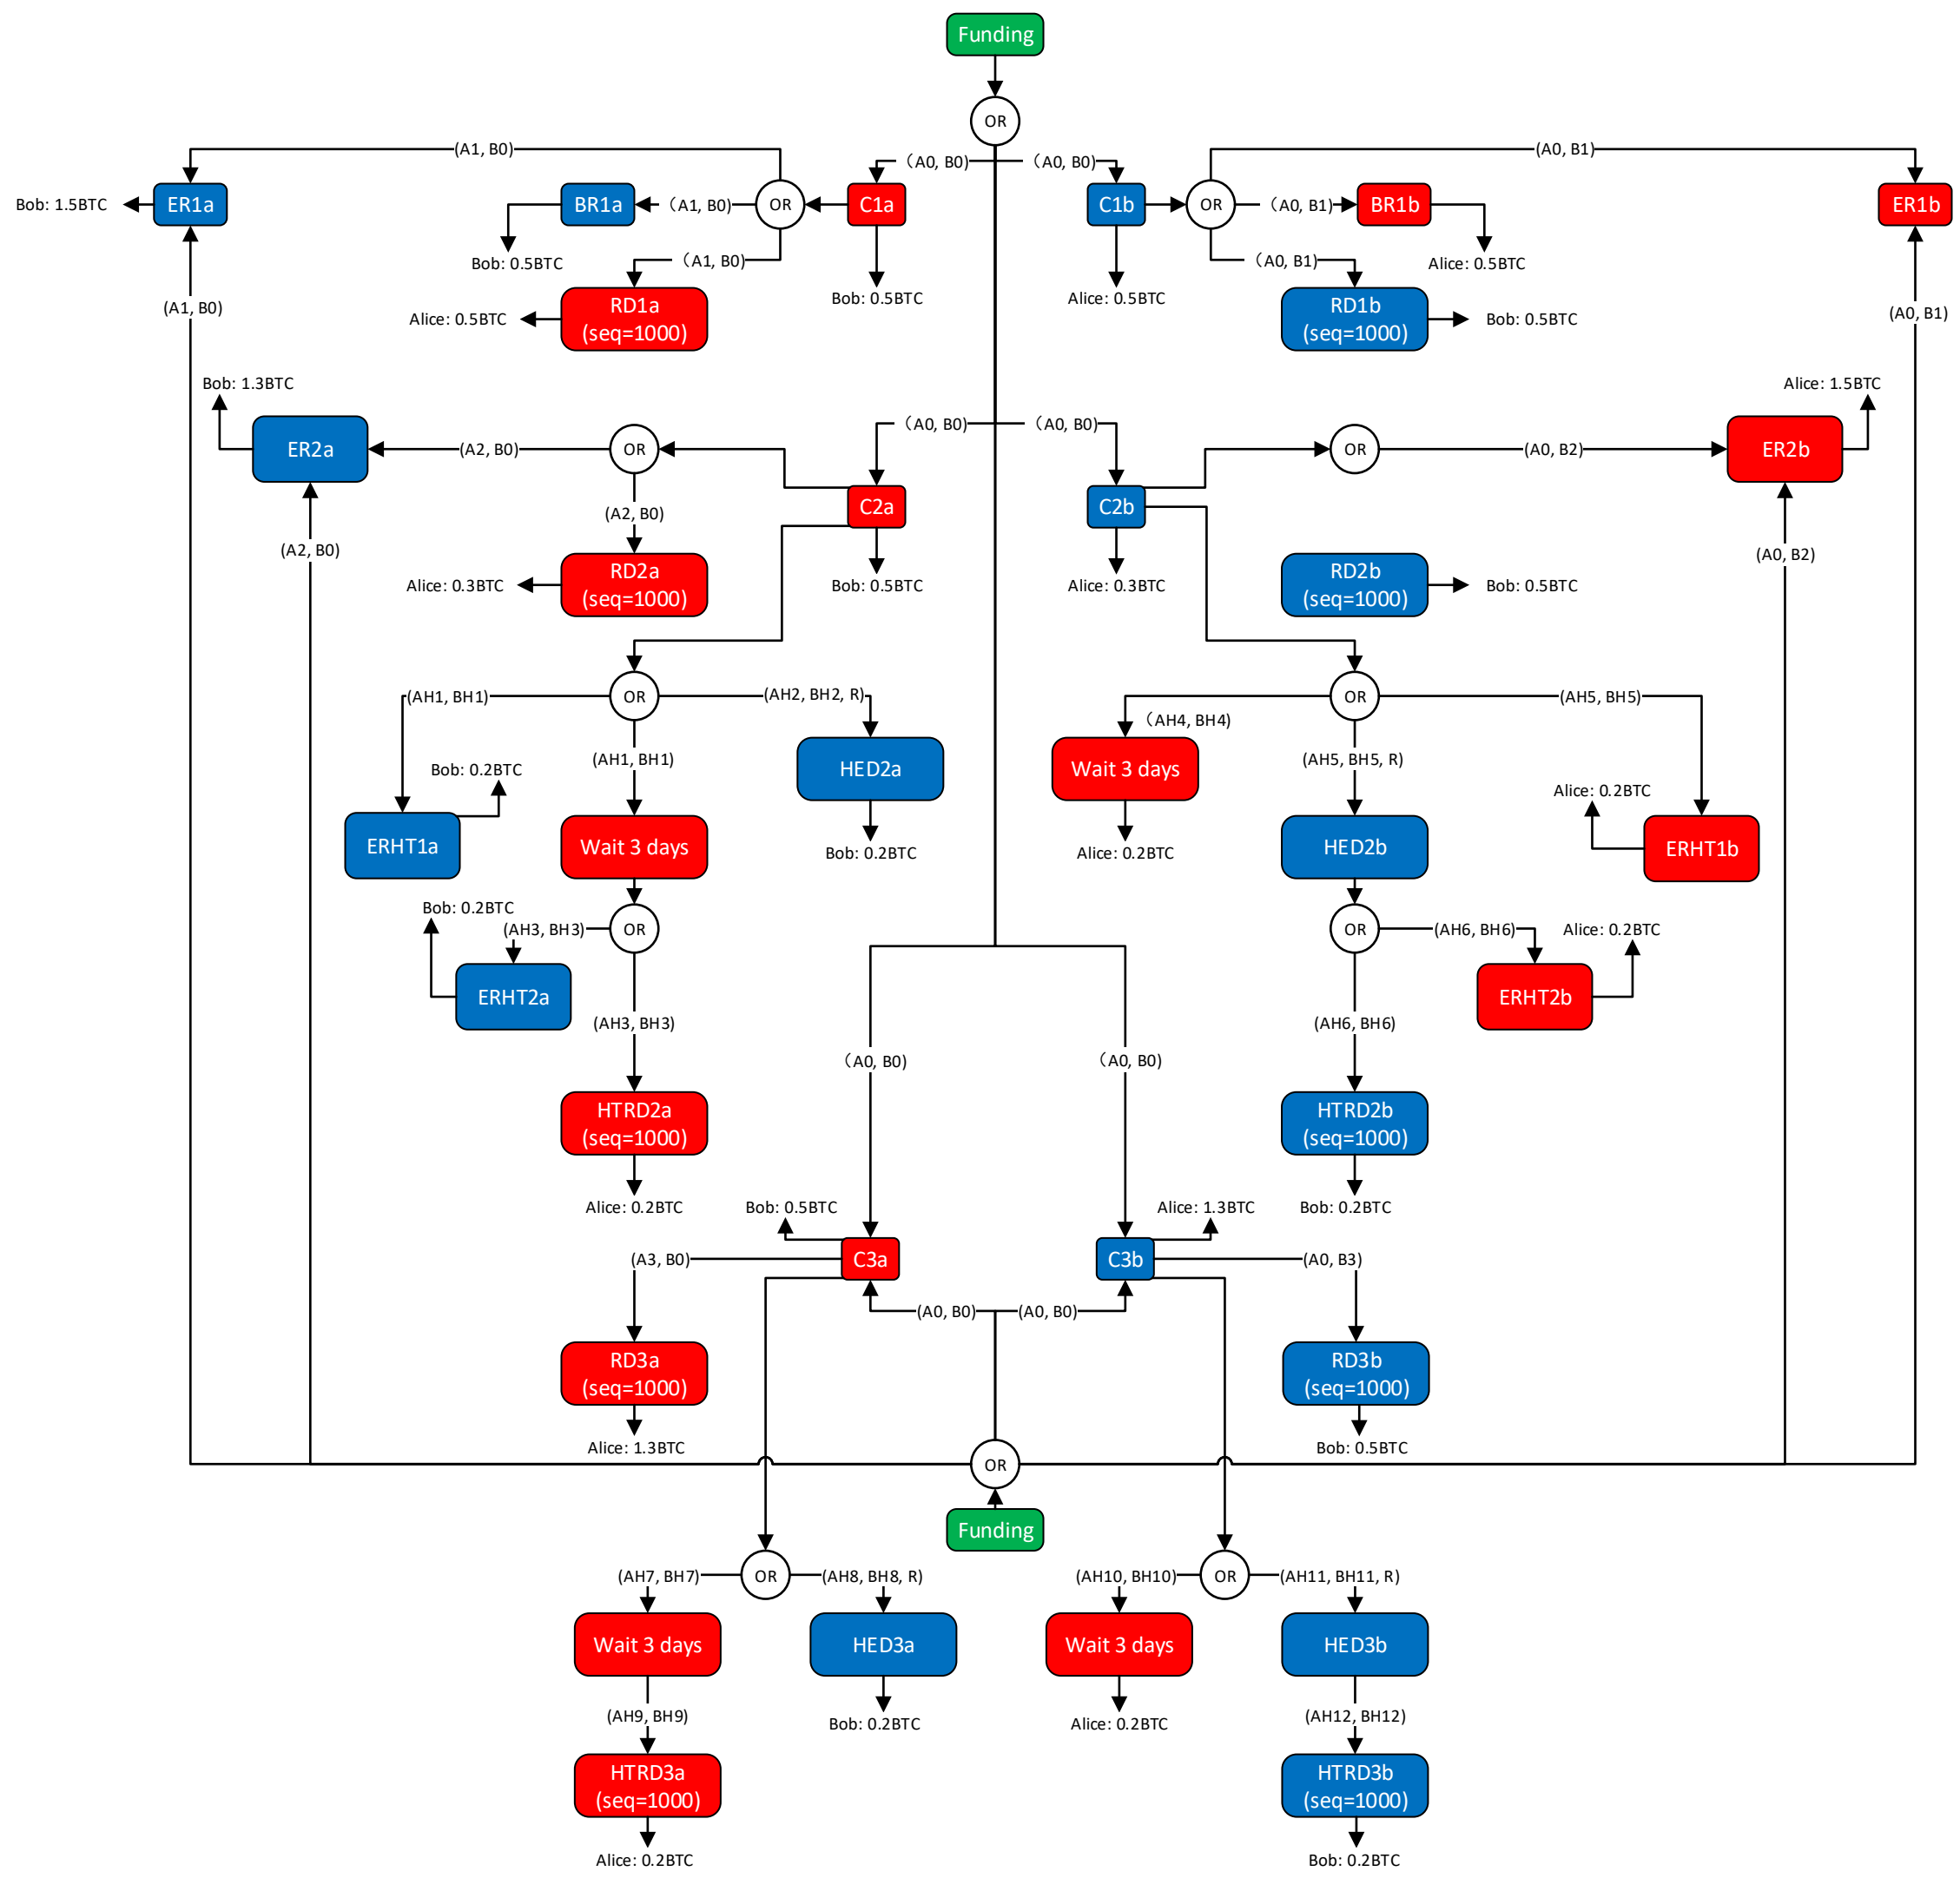 Funding
OR
(A1, B0)
（A0, B0)
（A0, B0)
(A0, B1)
Bob: 1.5BTC
ER1a
BR1a
（A1, B0)
OR
C1a
C1b
OR
（A0, B1)
BR1b
ER1b
Bob: 0.5BTC
（A1, B0)
（A0, B1)
Alice: 0.5BTC
(A1, B0)
Alice: 0.5BTC
RD1a
(seq=1000)
Bob: 0.5BTC
Alice: 0.5BTC
RD1b
(seq=1000)
Bob: 0.5BTC
(A0, B1)
Bob: 1.3BTC
Alice: 1.5BTC
（A0, B0)
（A0, B0)
ER2a
(A2, B0)
OR
OR
(A0, B2)
ER2b
C2a
C2b
(A2, B0)
(A2, B0)
(A0, B2)
Alice: 0.3BTC
RD2a
(seq=1000)
Bob: 0.5BTC
Alice: 0.3BTC
RD2b
(seq=1000)
Bob: 0.5BTC
(AH1, BH1)
OR
(AH2, BH2, R)
（AH4, BH4)
OR
(AH5, BH5)
(AH1, BH1)
HED2a
Wait 3 days
(AH5, BH5, R)
Bob: 0.2BTC
Alice: 0.2BTC
ERHT1a
Wait 3 days
Bob: 0.2BTC
Alice: 0.2BTC
HED2b
ERHT1b
Bob: 0.2BTC
(AH3, BH3)
OR
OR
(AH6, BH6)
Alice: 0.2BTC
ERHT2a
ERHT2b
(AH3, BH3)
(AH6, BH6)
（A0, B0)
（A0, B0)
HTRD2a
(seq=1000)
HTRD2b
(seq=1000)
Alice: 0.2BTC
Bob: 0.5BTC
Alice: 1.3BTC
Bob: 0.2BTC
(A3, B0)
C3a
C3b
(A0, B3)
(A0, B0)
(A0, B0)
RD3a
(seq=1000)
RD3b
(seq=1000)
Alice: 1.3BTC
Bob: 0.5BTC
OR
Funding
(AH7, BH7)
OR
(AH8, BH8, R)
(AH10, BH10)
OR
(AH11, BH11, R)
Wait 3 days
HED3a
Wait 3 days
HED3b
(AH9, BH9)
Bob: 0.2BTC
Alice: 0.2BTC
(AH12, BH12)
HTRD3a
(seq=1000)
HTRD3b
(seq=1000)
Alice: 0.2BTC
Bob: 0.2BTC